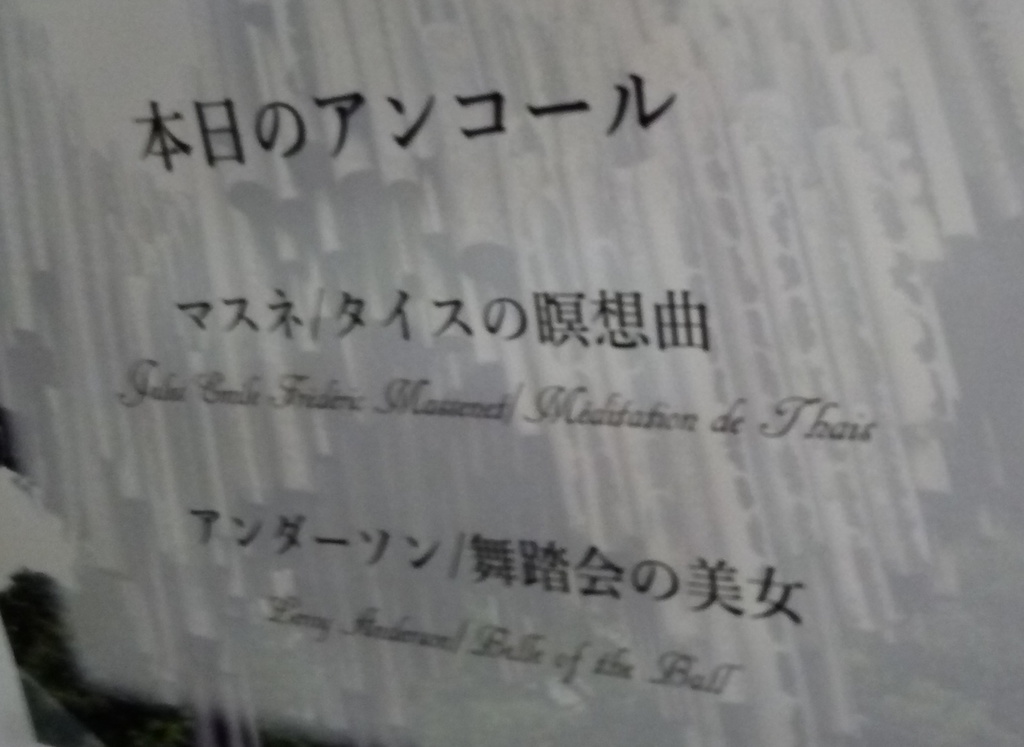 本日のアンコール
マスネ/タイスの瞑想曲
Jules Emile Frédéric Massenet/ Méditation de Thaïs
アンダーソン/舞踏会の美女
Leroy Anderson/ Belle of the Ball